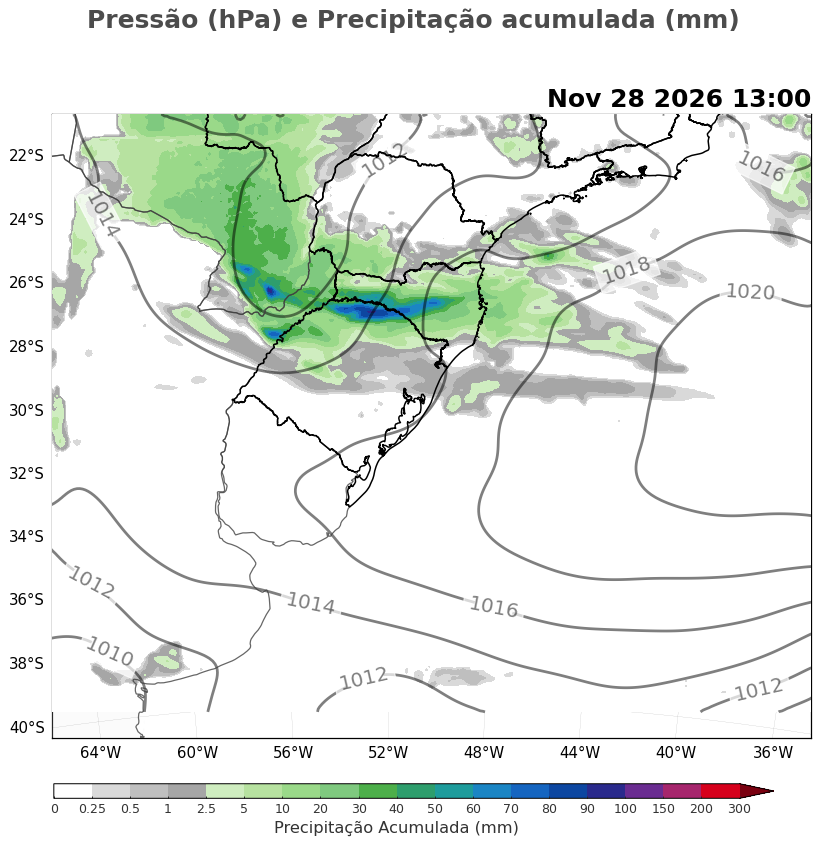 Pressão (hPa) e Precipitação acumulada (mm)
Nov 28 2026 13:00
22°S
24°S
26°S
28°S
30°S
32°S
34°S
36°S
38°S
40°S
1012
1016
1014
1018
1020
1012
1014
1016
1010
1012
1012
64°W 60°W 56°W 52°W 48°W 44°W 40°W 36°W
0 0.25 0.5 1 2.5 5 10 20 30 40 50 60 70 80 90 100 150 200 300
Precipitação Acumulada (mm)